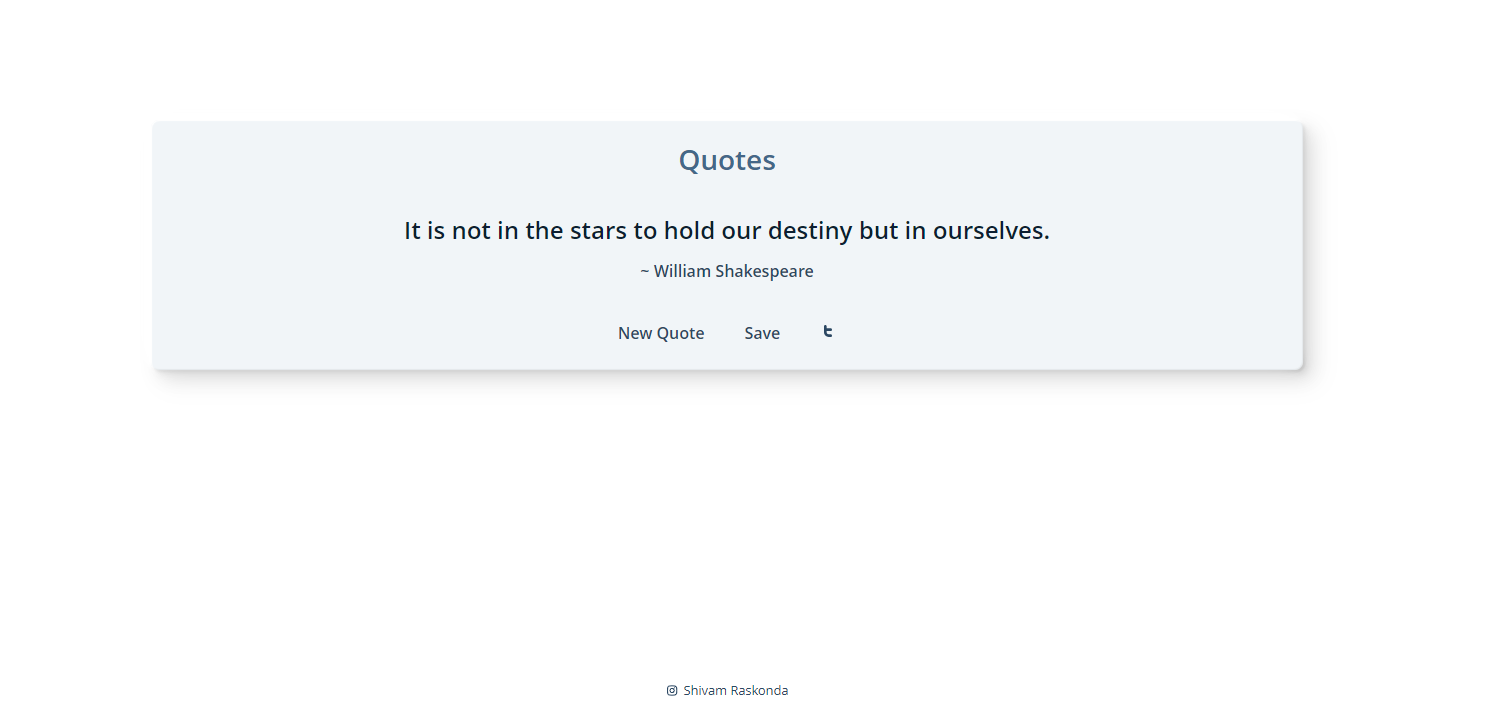 Quotes
It is not in the stars to hold our destiny but in ourselves.
~ William Shakespeare
New Quote Save
Shivam Raskonda